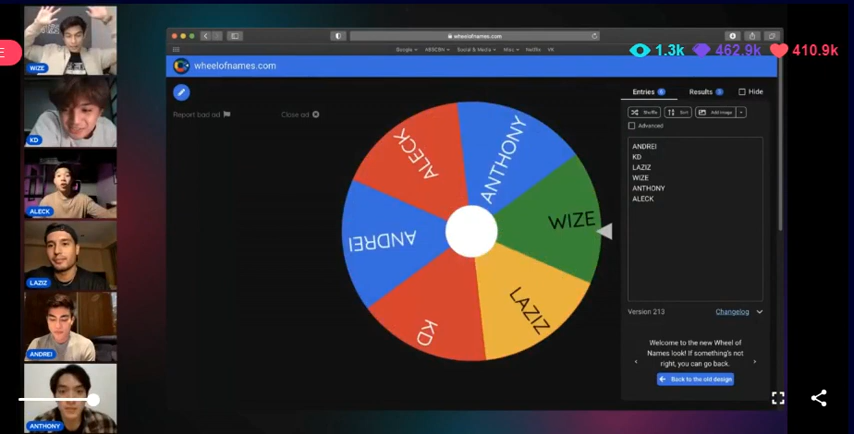 WIZE
KD
ALECK
LAZIZ
ANDREI
ANTHONY
wheelofnames.com
Google
Social & Media
Misc
Netflix
VK
1.3k 462.9k 410.9k
wheelofnames.com
Report bad ad
Close ad
ALECK
ANTHONY
WIZE
LAZIZ
KD
ANDREI
Entries 6 Results Hide
Shuffle Sort Add image
Advanced
ANDREI
KD
LAZIZ
WIZE
ANTHONY
ALECK
Version 213 Changelog
Welcome to the new Wheel of
Names look! If something's not
right, you can go back.
Back to the old design